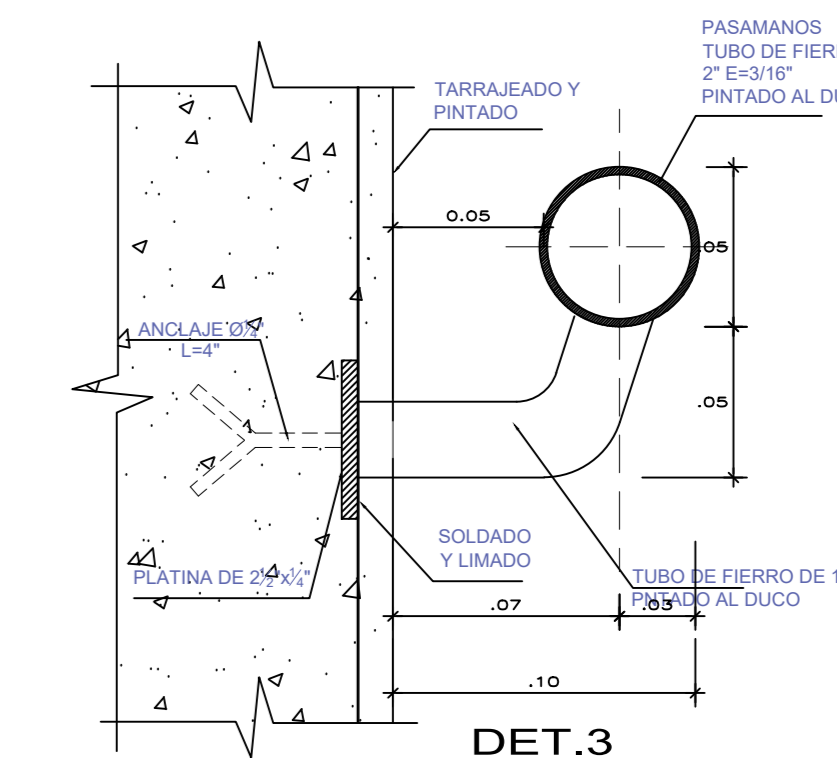 PASAMANOS
TUBO DE FIERR
2" E=3/16"
PINTADO AL DU
TARRAJEADO Y
PINTADO
0.05
.05
ANCLAJE Ø¼"
L=4"
.05
SOLDADO
Y LIMADO
PLATINA DE 2½"x¼"
TUBO DE FIERRO DE 1
PNTADO AL DUCO
.07
.03
.10
DET.3